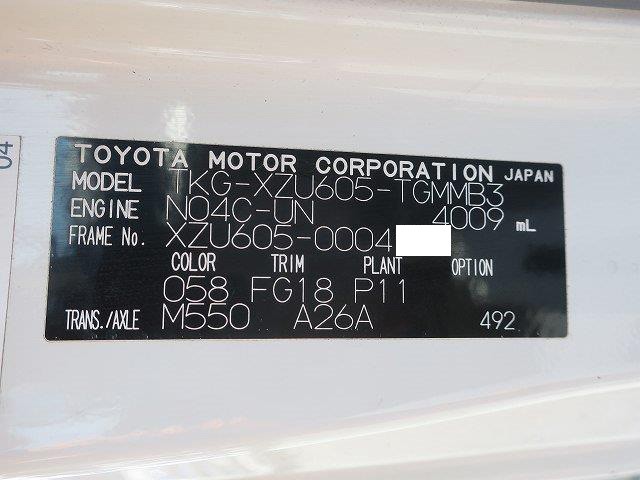 TOYOTA MOTOR CORPORATION JAPAN
MODEL TKG-XZU605-TGMMB3
ENGINE N04C-UN 4009 mL
FRAME No. XZU605-0004
COLOR TRIM PLANT OPTION
058 FG18 P11
TRANS./AXLE M550 A26A 492